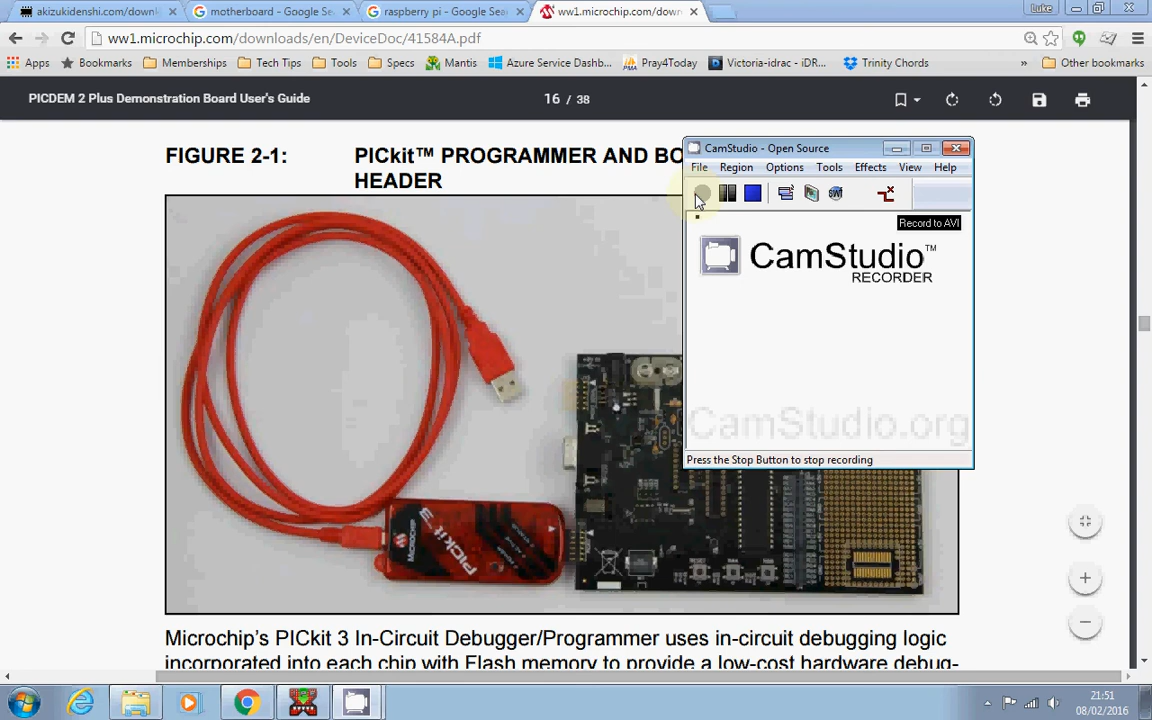 akizukidenshi.com/downl
motherboard - Google Sea
raspberry pi - Google Sea
ww1.microchip.com/down
Luke
ww1.microchip.com/downloads/en/DeviceDoc/41584A.pdf
Apps
Bookmarks
Memberships
Tech Tips
Tools
Specs
Mantis
Azure Service Dashb...
Pray4Today
Victoria-idrac - iDR...
Trinity Chords
»
Other bookmarks
PICDEM 2 Plus Demonstration Board User's Guide
16 / 38
FIGURE 2-1: PICkit™ PROGRAMMER AND BO
HEADER
CamStudio - Open Source
File Region Options Tools Effects View Help
Record to AVI
CamStudio™
RECORDER
CamStudio.org
Press the Stop Button to stop recording
MICROCHIP
PICkit™ 3
Microchip's PICkit 3 In-Circuit Debugger/Programmer uses in-circuit debugging logic
incorporated into each chip with Flash memory to provide a low-cost hardware debug-
21:51
08/02/2016